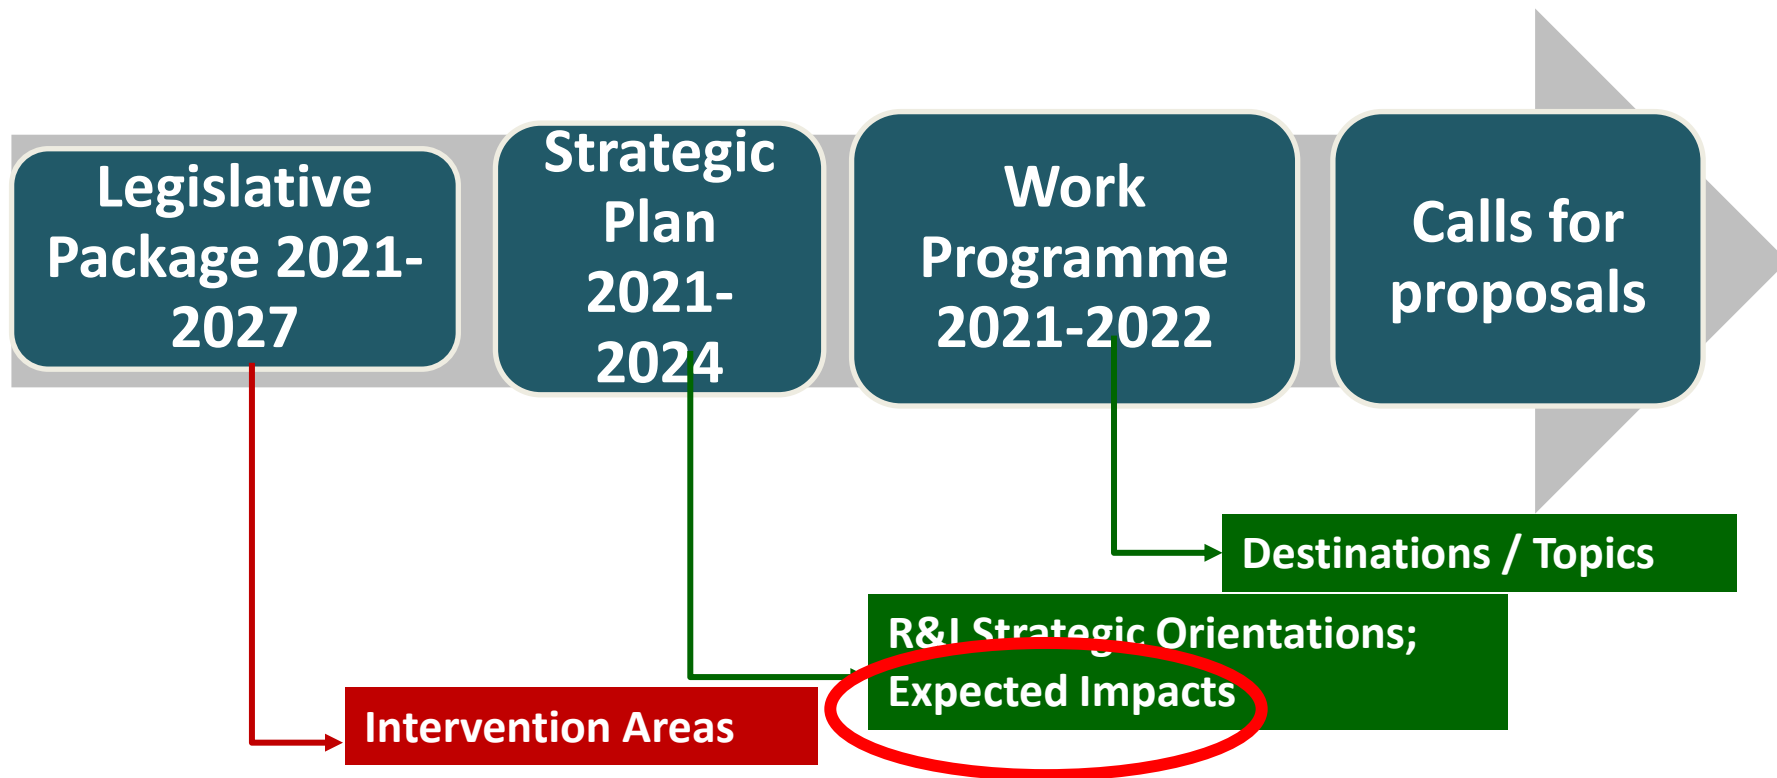 Legislative
Package 2021-
2027
Strategic
Plan
2021-
2024
Work
Programme
2021-2022
Calls for
proposals
Destinations / Topics
R&I Strategic Orientations;
Expected Impacts
Intervention Areas